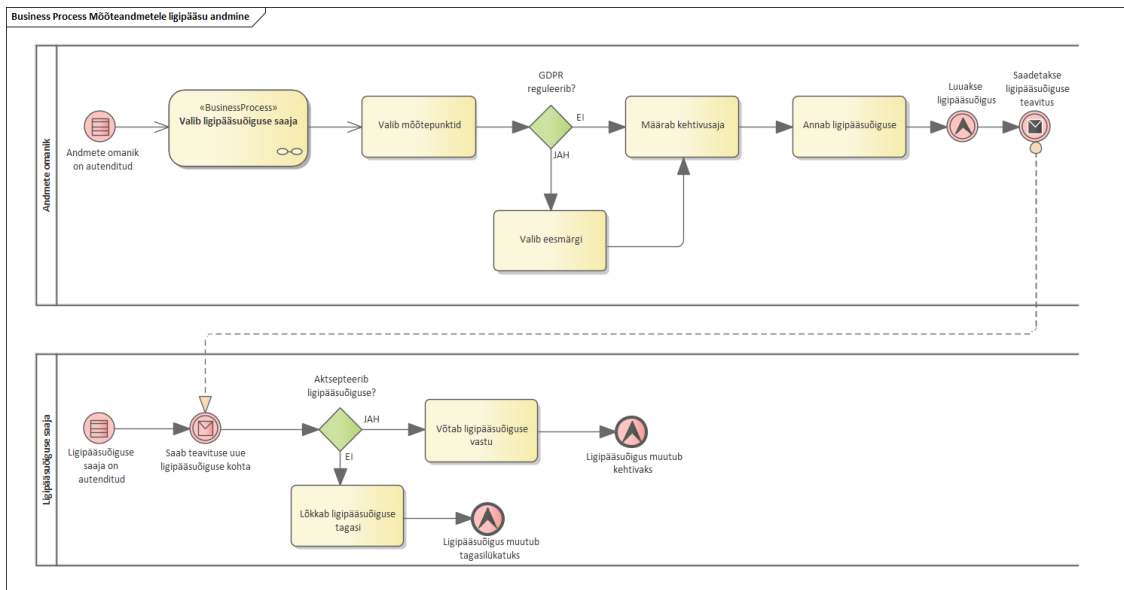 Business Process Mõõteandmetele ligipääsu andmine
Andmete omanik
Andmete omanik
on autenditud
«BusinessProcess»
Valib ligipääsuõiguse saaja
Valib mõõtepunktid
GDPR
reguleerib?
EI
JAH
Valib eesmärgi
Määrab kehtivusaja
Annab ligipääsuõiguse
Luuakse
ligipääsuõigus
Saadetakse
ligipääsuõiguse
teavitus
Ligipääsuõiguse saaja
Ligipääsuõiguse
saaja on
autenditud
Saab teavituse uue
ligipääsuõiguse kohta
Aktsepteerib
ligipääsuõiguse?
JAH
EI
Võtab ligipääsuõiguse
vastu
Ligipääsuõigus muutub
kehtivaks
Lõkkab ligipääsuõiguse
tagasi
Ligipääsuõigus muutub
tagasilükatuks